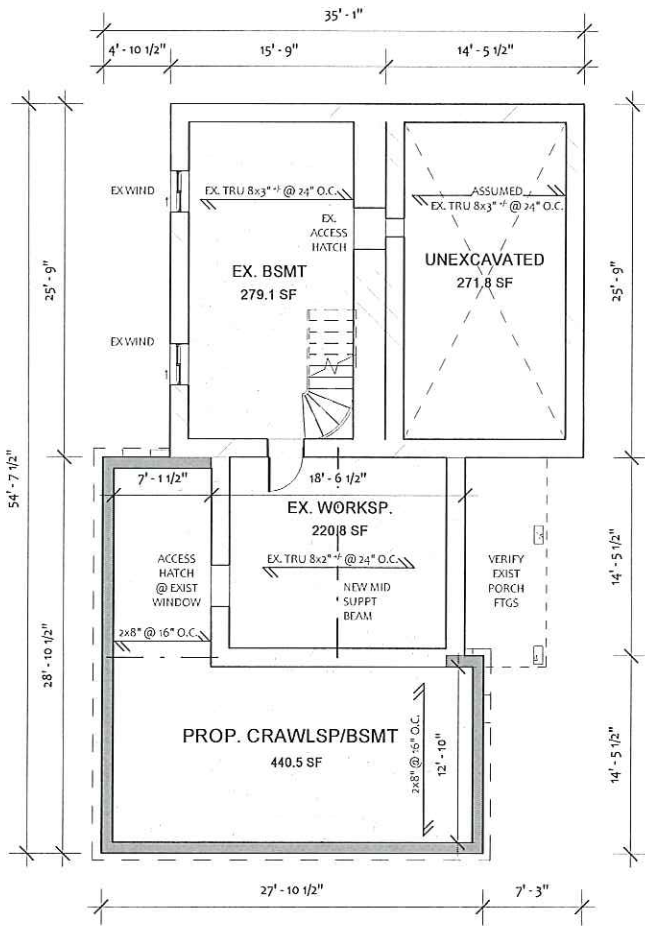 35' - 1"
4' - 10 1/2"
15' - 9"
14' - 5 1/2"
EX WIND
EX. TRU 8x3" +/- @ 24" O.C.
ASSUMED
EX. TRU 8x3" +/- @ 24" O.C.
EX.
ACCESS
HATCH
EX. BSMT
279.1 SF
UNEXCAVATED
271.8 SF
25' - 9"
25' - 9"
EX WIND
54' - 7 1/2"
7' - 1 1/2"
18' - 6 1/2"
EX. WORKSP.
220.8 SF
EX. TRU 8x2" +/- @ 24" O.C.
ACCESS
HATCH
@ EXIST
WINDOW
NEW MID
SUPPT
BEAM
VERIFY
EXIST
PORCH
FTGS
14' - 5 1/2"
2x8" @ 16" O.C.
28' - 10 1/2"
PROP. CRAWLSP/BSMT
440.5 SF
2x8" @ 16" O.C.
12' - 10"
14' - 5 1/2"
27' - 10 1/2"
7' - 3"